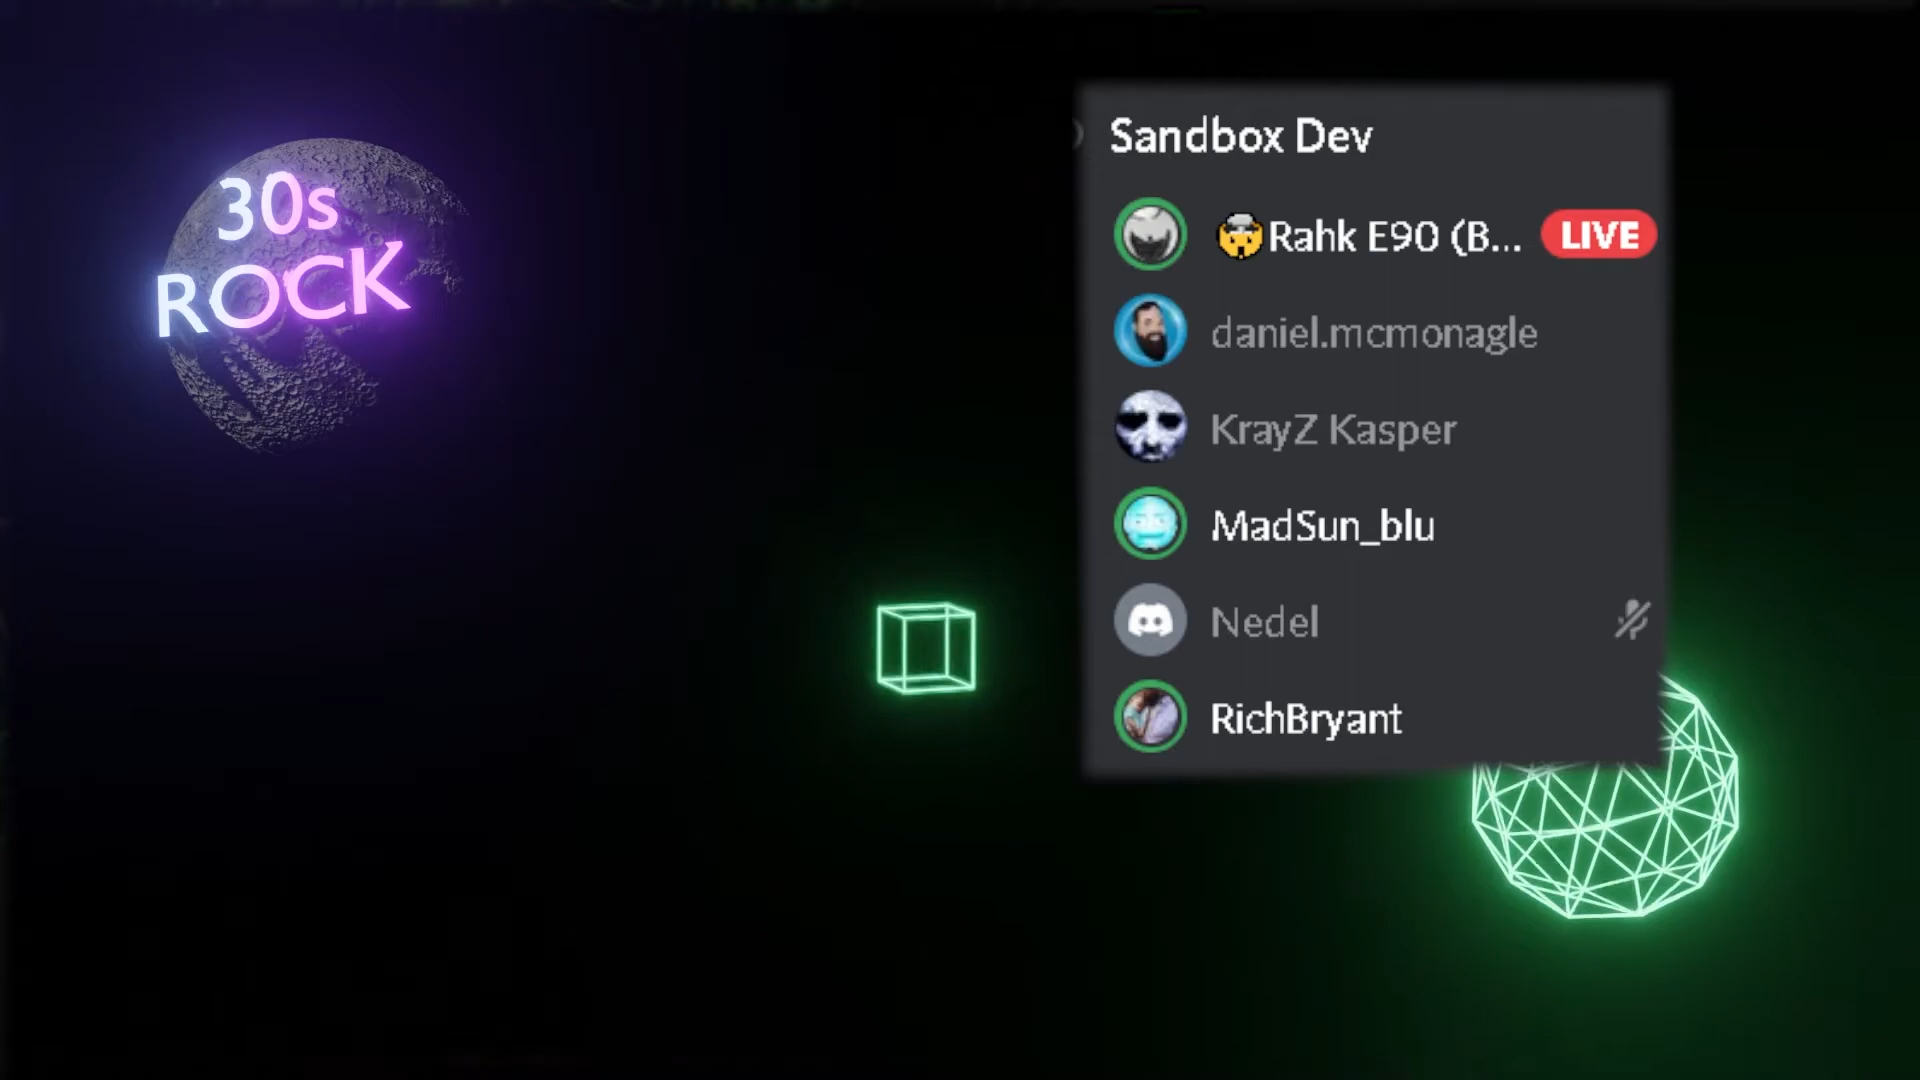 30s
ROCK
Sandbox Dev
🤯Rahk E90 (B... LIVE
daniel.mcmonagle
KrayZ Kasper
MadSun_blu
Nedel
RichBryant